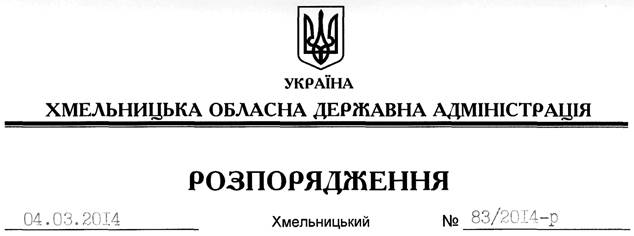 УКРАЇНА
ХМЕЛЬНИЦЬКА ОБЛАСНА ДЕРЖАВНА АДМІНІСТРАЦІЯ
РОЗПОРЯДЖЕННЯ
04.03.2014 Хмельницький № 83/2014-р